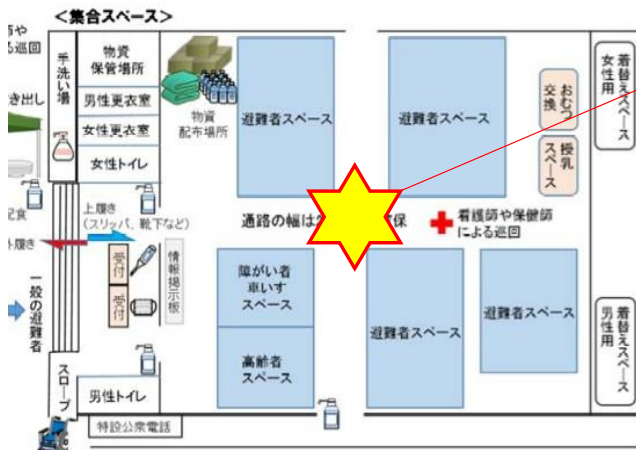 ＜集合スペース＞
る巡回
き出し
手洗い場
物資
保管場所
男性更衣室
女性更衣室
女性トイレ
物資
配布場所
避難者スペース
避難者スペース
おむつ
交換
授乳
スペース
着替えスペース
女性用
上履き
(スリッパ、靴下など)
通路の幅は
保
看護師や保健師
による巡回
履き
一般の避難者
受付
受付
情報掲示板
障がい者
車いす
スペース
高齢者
スペース
避難者スペース
避難者スペース
着替えスペース
男性用
スロープ
男性トイレ
特設公衆電話